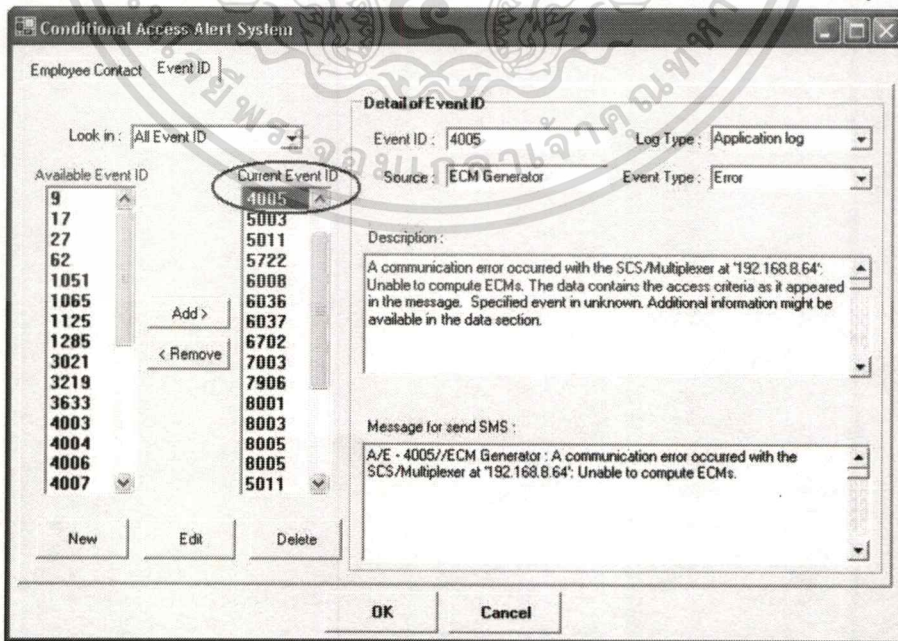 Conditional Access Alert System
Employee Contact
Event ID
Look in :
All Event ID
Available Event ID
9
17
27
62
1051
1065
1125
1285
3021
3219
3633
4003
4004
4006
4007
Add >
< Remove
Current Event ID
4005
5003
5011
5722
6008
6036
6037
6702
7003
7906
8001
8003
8005
8005
5011
New
Edit
Delete
Detail of Event ID
Event ID :
4005
Log Type :
Application log
Source :
ECM Generator
Event Type :
Error
Description :
A communication error occurred with the SCS/Multiplexer at '192.168.8.64':
Unable to compute ECMs. The data contains the access criteria as it appeared
in the message. Specified event in unknown. Additional information might be
available in the data section.
Message for send SMS :
A/E - 4005//ECM Generator : A communication error occurred with the
SCS/Multiplexer at '192.168.8.64': Unable to compute ECMs.
OK
Cancel